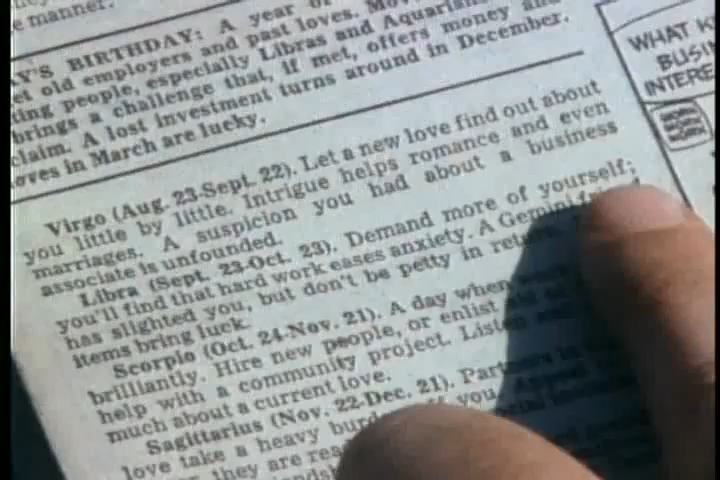 e manner.
Y'S BIRTHDAY: A year of
et old employers and past loves. Mov
ting people, especially Libras and Aquaria
brings a challenge that, if met, offers money and
claim. A lost investment turns around in December.
oves in March are lucky.
Virgo (Aug. 23-Sept. 22). Let a new love find out about
you little by little. Intrigue helps romance and even
marriages. A suspicion you had about a business
associate is unfounded.
Libra (Sept. 23-Oct. 23). Demand more of yourself;
you'll find that hard work eases anxiety. A Gemini
has slighted you, but don't be petty in
items bring luck.
Scorpio (Oct. 24-Nov. 21). A day when
brilliantly. Hire new people, or enlist
help with a community project. Listen
much about a current love.
Sagittarius (Nov. 22-Dec. 21). Partners
love take a heavy you.
they are
WHAT K
BUSIN
INTERE